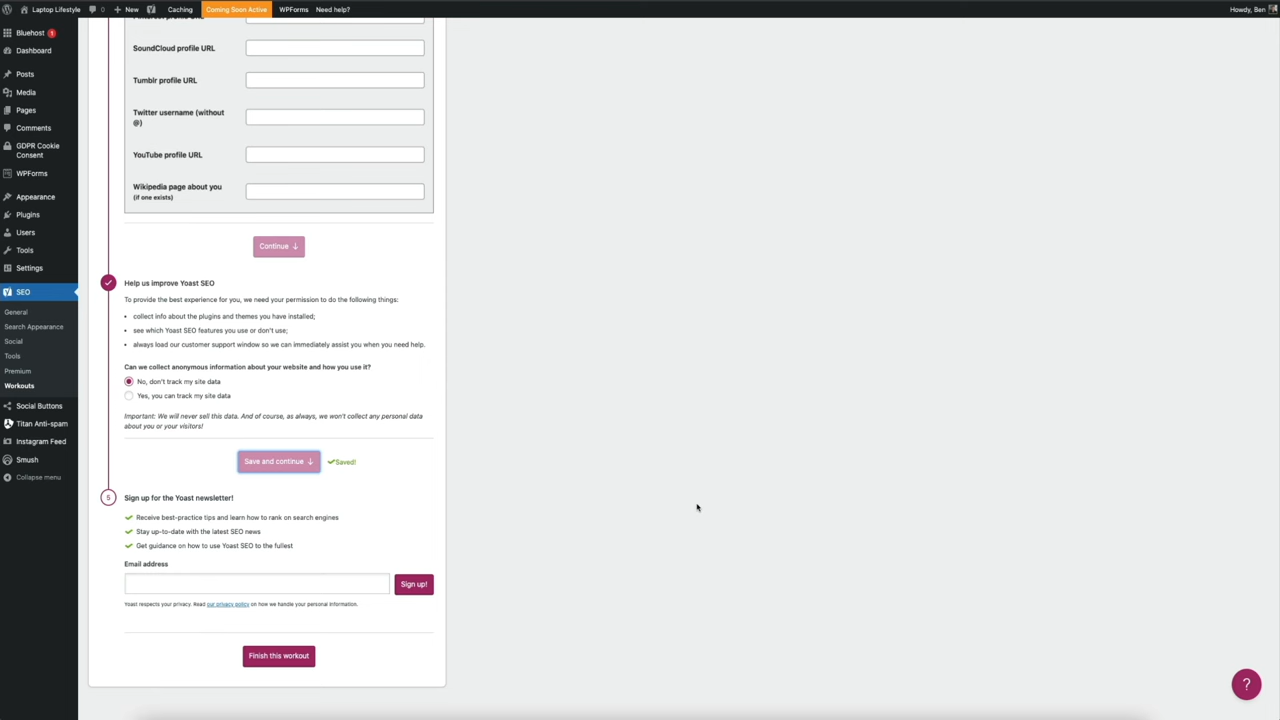 Laptop Lifestyle
0
New
Caching
Coming Soon Active
WPForms
Need help?
Howdy, Ben
Bluehost 1
Dashboard
Posts
Media
Pages
Comments
GDPR Cookie
Consent
WPForms
Appearance
Plugins
Users
Tools
Settings
SEO
General
Search Appearance
Social
Tools
Premium
Workouts
Social Buttons
Titan Anti-spam
Instagram Feed
Smush
Collapse menu
Pinterest profile URL
SoundCloud profile URL
Tumblr profile URL
Twitter username (without
@)
YouTube profile URL
Wikipedia page about you
(if one exists)
Continue ↓
Help us improve Yoast SEO
To provide the best experience for you, we need your permission to do the following things:
• collect info about the plugins and themes you have installed;
• see which Yoast SEO features you use or don't use;
• always load our customer support window so we can immediately assist you when you need help.
Can we collect anonymous information about your website and how you use it?
No, don't track my site data
Yes, you can track my site data
Important: We will never sell this data. And of course, as always, we won't collect any personal data
about you or your visitors!
Save and continue ↓
Saved!
5
Sign up for the Yoast newsletter!
Receive best-practice tips and learn how to rank on search engines
Stay up-to-date with the latest SEO news
Get guidance on how to use Yoast SEO to the fullest
Email address
Sign up!
Yoast respects your privacy. Read our privacy policy on how we handle your personal information.
Finish this workout
?